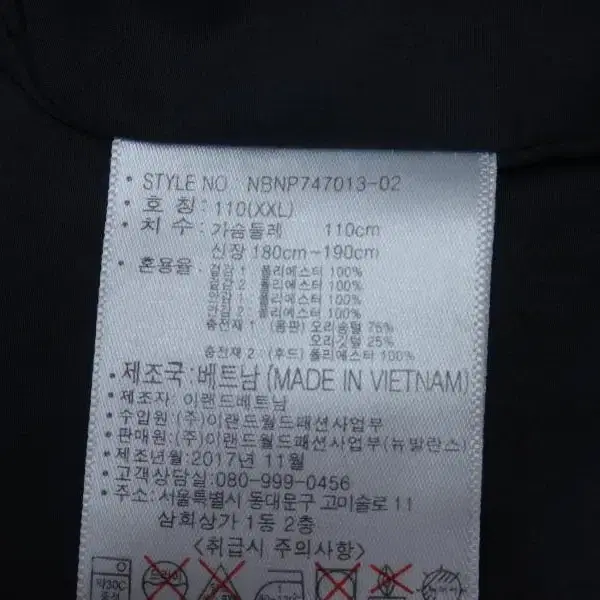 · STYLE NO NBNP747013-02
· 호 칭 : 110(XXL)
· 치 수 : 가슴둘레 110cm
신장 180cm~190cm
· 혼용율 : 겉감 1 폴리에스터 100%
겉감 2 폴리에스터 100%
안감 1 폴리에스터 100%
안감 2 폴리에스터 100%
충전재 1 : (몸판) 오리솜털 75%
오리깃털 25%
충전재 2 : (후드) 폴리에스터 100%
· 제조국:베트남 (MADE IN VIETNAM)
· 제조자 이랜드베트남
· 수입원:(주)이랜드월드패션사업부
· 판매원:(주)이랜드월드패션사업부(뉴발란스)
· 제조년월:2017년 11월
· 고객상담실:080-999-0456
· 주소:서울특별시 동대문구 고미술로 11
삼희상가 1동 2층
<취급시 주의사항>
약30℃ 드라이
중성